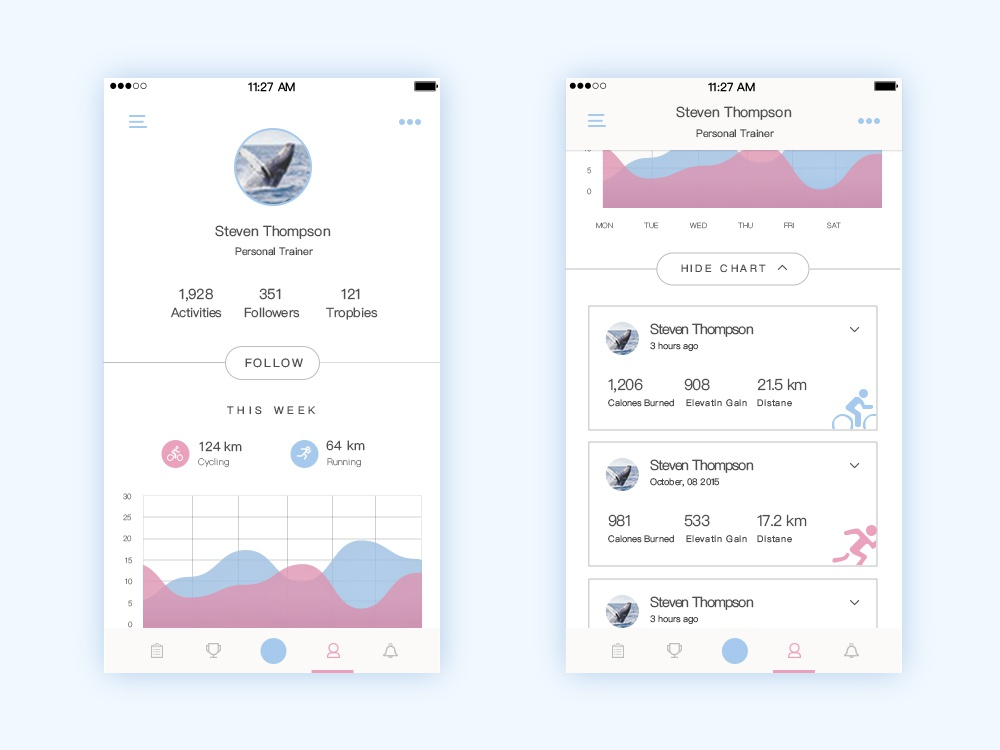 11:27 AM
Steven Thompson
Personal Trainer
1,928 351 121
Activities Followers Tropbies
FOLLOW
THIS WEEK
124 km 64 km
Cycling Running
30
25
20
15
10
5
0
11:27 AM
Steven Thompson
Personal Trainer
5
0
MON TUE WED THU FRI SAT
HIDE CHART
Steven Thompson
3 hours ago
1,206 908 21.5 km
Calones Burned Elevatin Gain Distane
Steven Thompson
October, 08 2015
981 533 17.2 km
Calones Burned Elevatin Gain Distane
Steven Thompson
3 hours ago